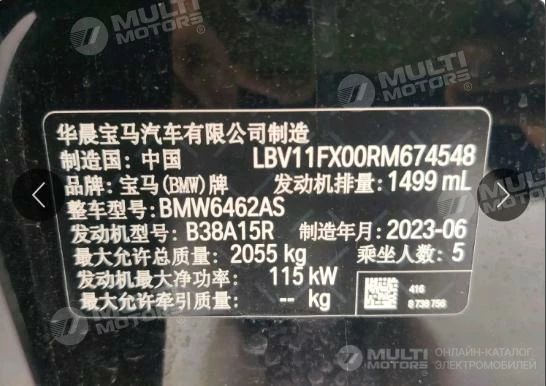 MULTI MOTORS®
MULTI MOTORS®
华晨宝马汽车有限公司制造
制造国: 中国 LBV11FX00RM674548
品牌: 宝马(BMW)牌 发动机排量: 1499 mL
整车型号: BMW6462AS
发动机型号: B38A15R 制造年月: 2023-06
最大允许总质量: 2055 kg 乘坐人数: 5
发动机最大净功率: 115 kW
最大允许牵引质量: -- kg
416
8 738 756
MULTI MOTORS® ОНЛАЙН-КАТАЛОГ ЭЛЕКТРОМОБИЛЕЙ